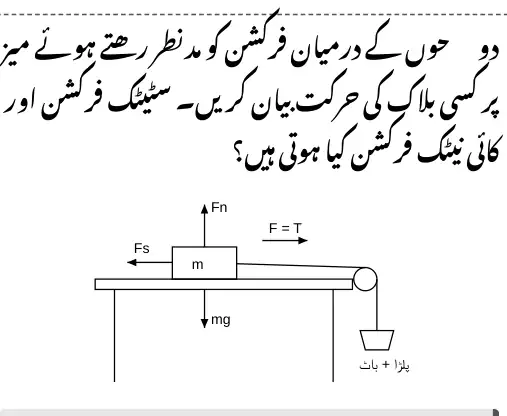 دو حوں کے درمیان فرکشن کو مدنظر رکھتے ہوئے میز
پر کسی بلاک کی حرکت بیان کریں۔ سٹیٹک فرکشن اور
کائی نیٹک فرکشن کیا ہوتی ہیں؟
Fn
F = T
Fs
m
mg
پلڑا + باٹ